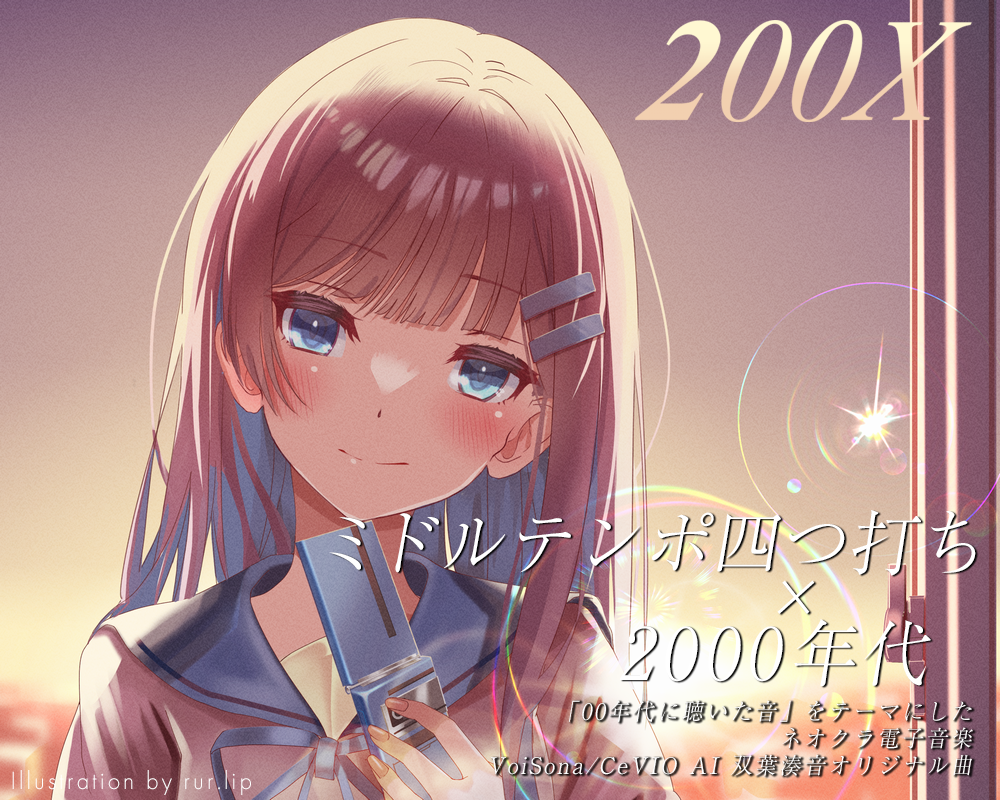 200X
ミドルテンポ四つ打ち
×
2000年代
「00年代に聴いた音」をテーマにした
ネオクラ電子音楽
VoiSona/CeVIO AI 双葉湊音オリジナル曲
Illustration by rur.lip